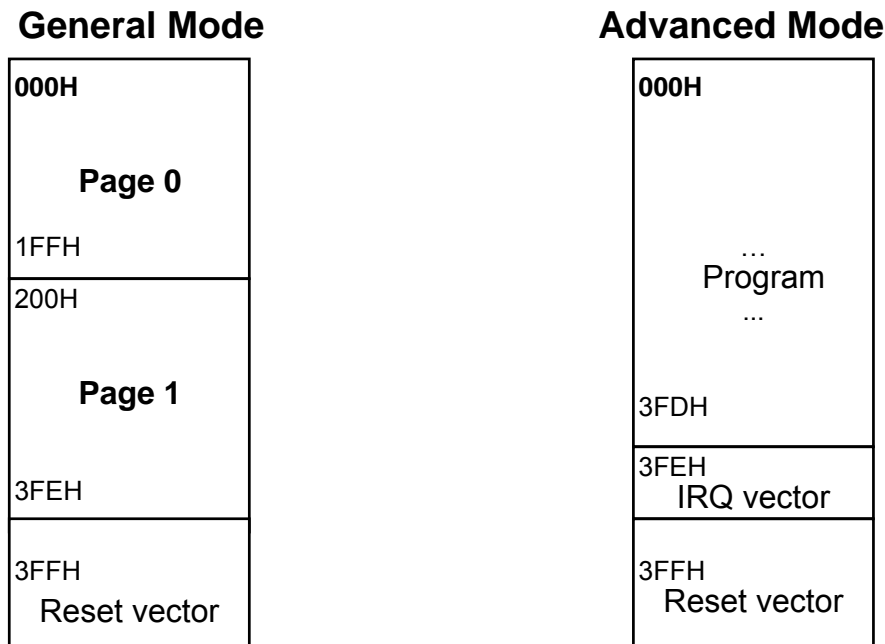 General Mode
000H
Page 0
1FFH
200H
Page 1
3FEH
3FFH
Reset vector
Advanced Mode
000H
...
Program
...
3FDH
3FEH
IRQ vector
3FFH
Reset vector